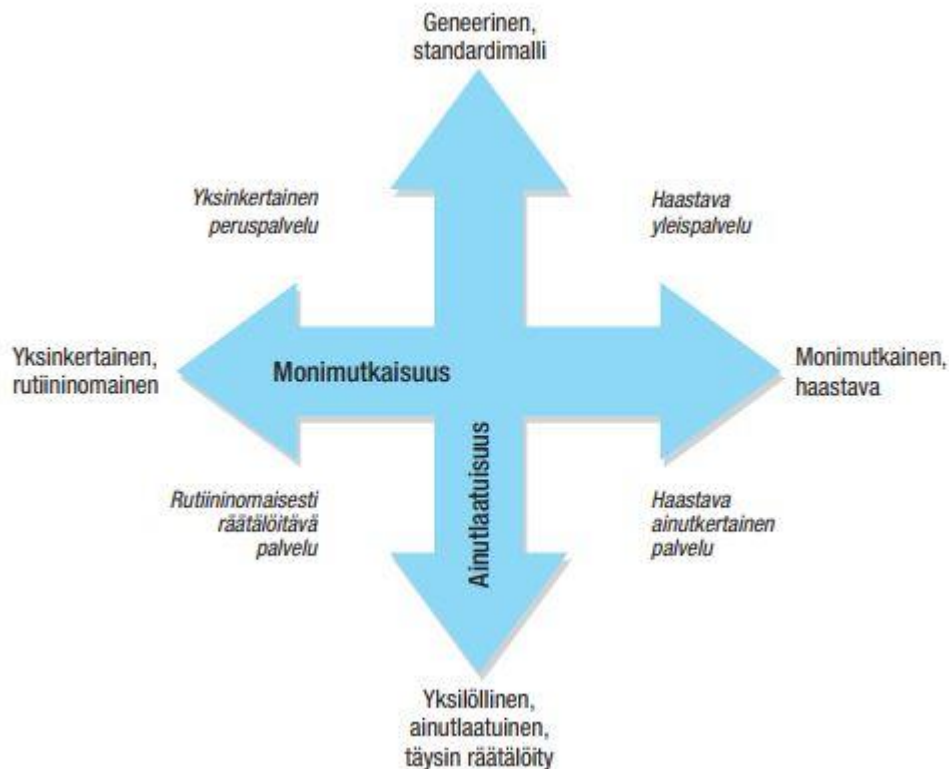 Geneerinen,
standardimalli
Yksinkertainen
peruspalvelu
Haastava
yleispalvelu
Yksinkertainen,
rutiininomainen
Monimutkaisuus
Monimutkainen,
haastava
Ainutlaatuisuus
Rutiininomaisesti
räätälöitävä
palvelu
Haastava
ainutkertainen
palvelu
Yksilöllinen,
ainutlaatuinen,
täysin räätälöity